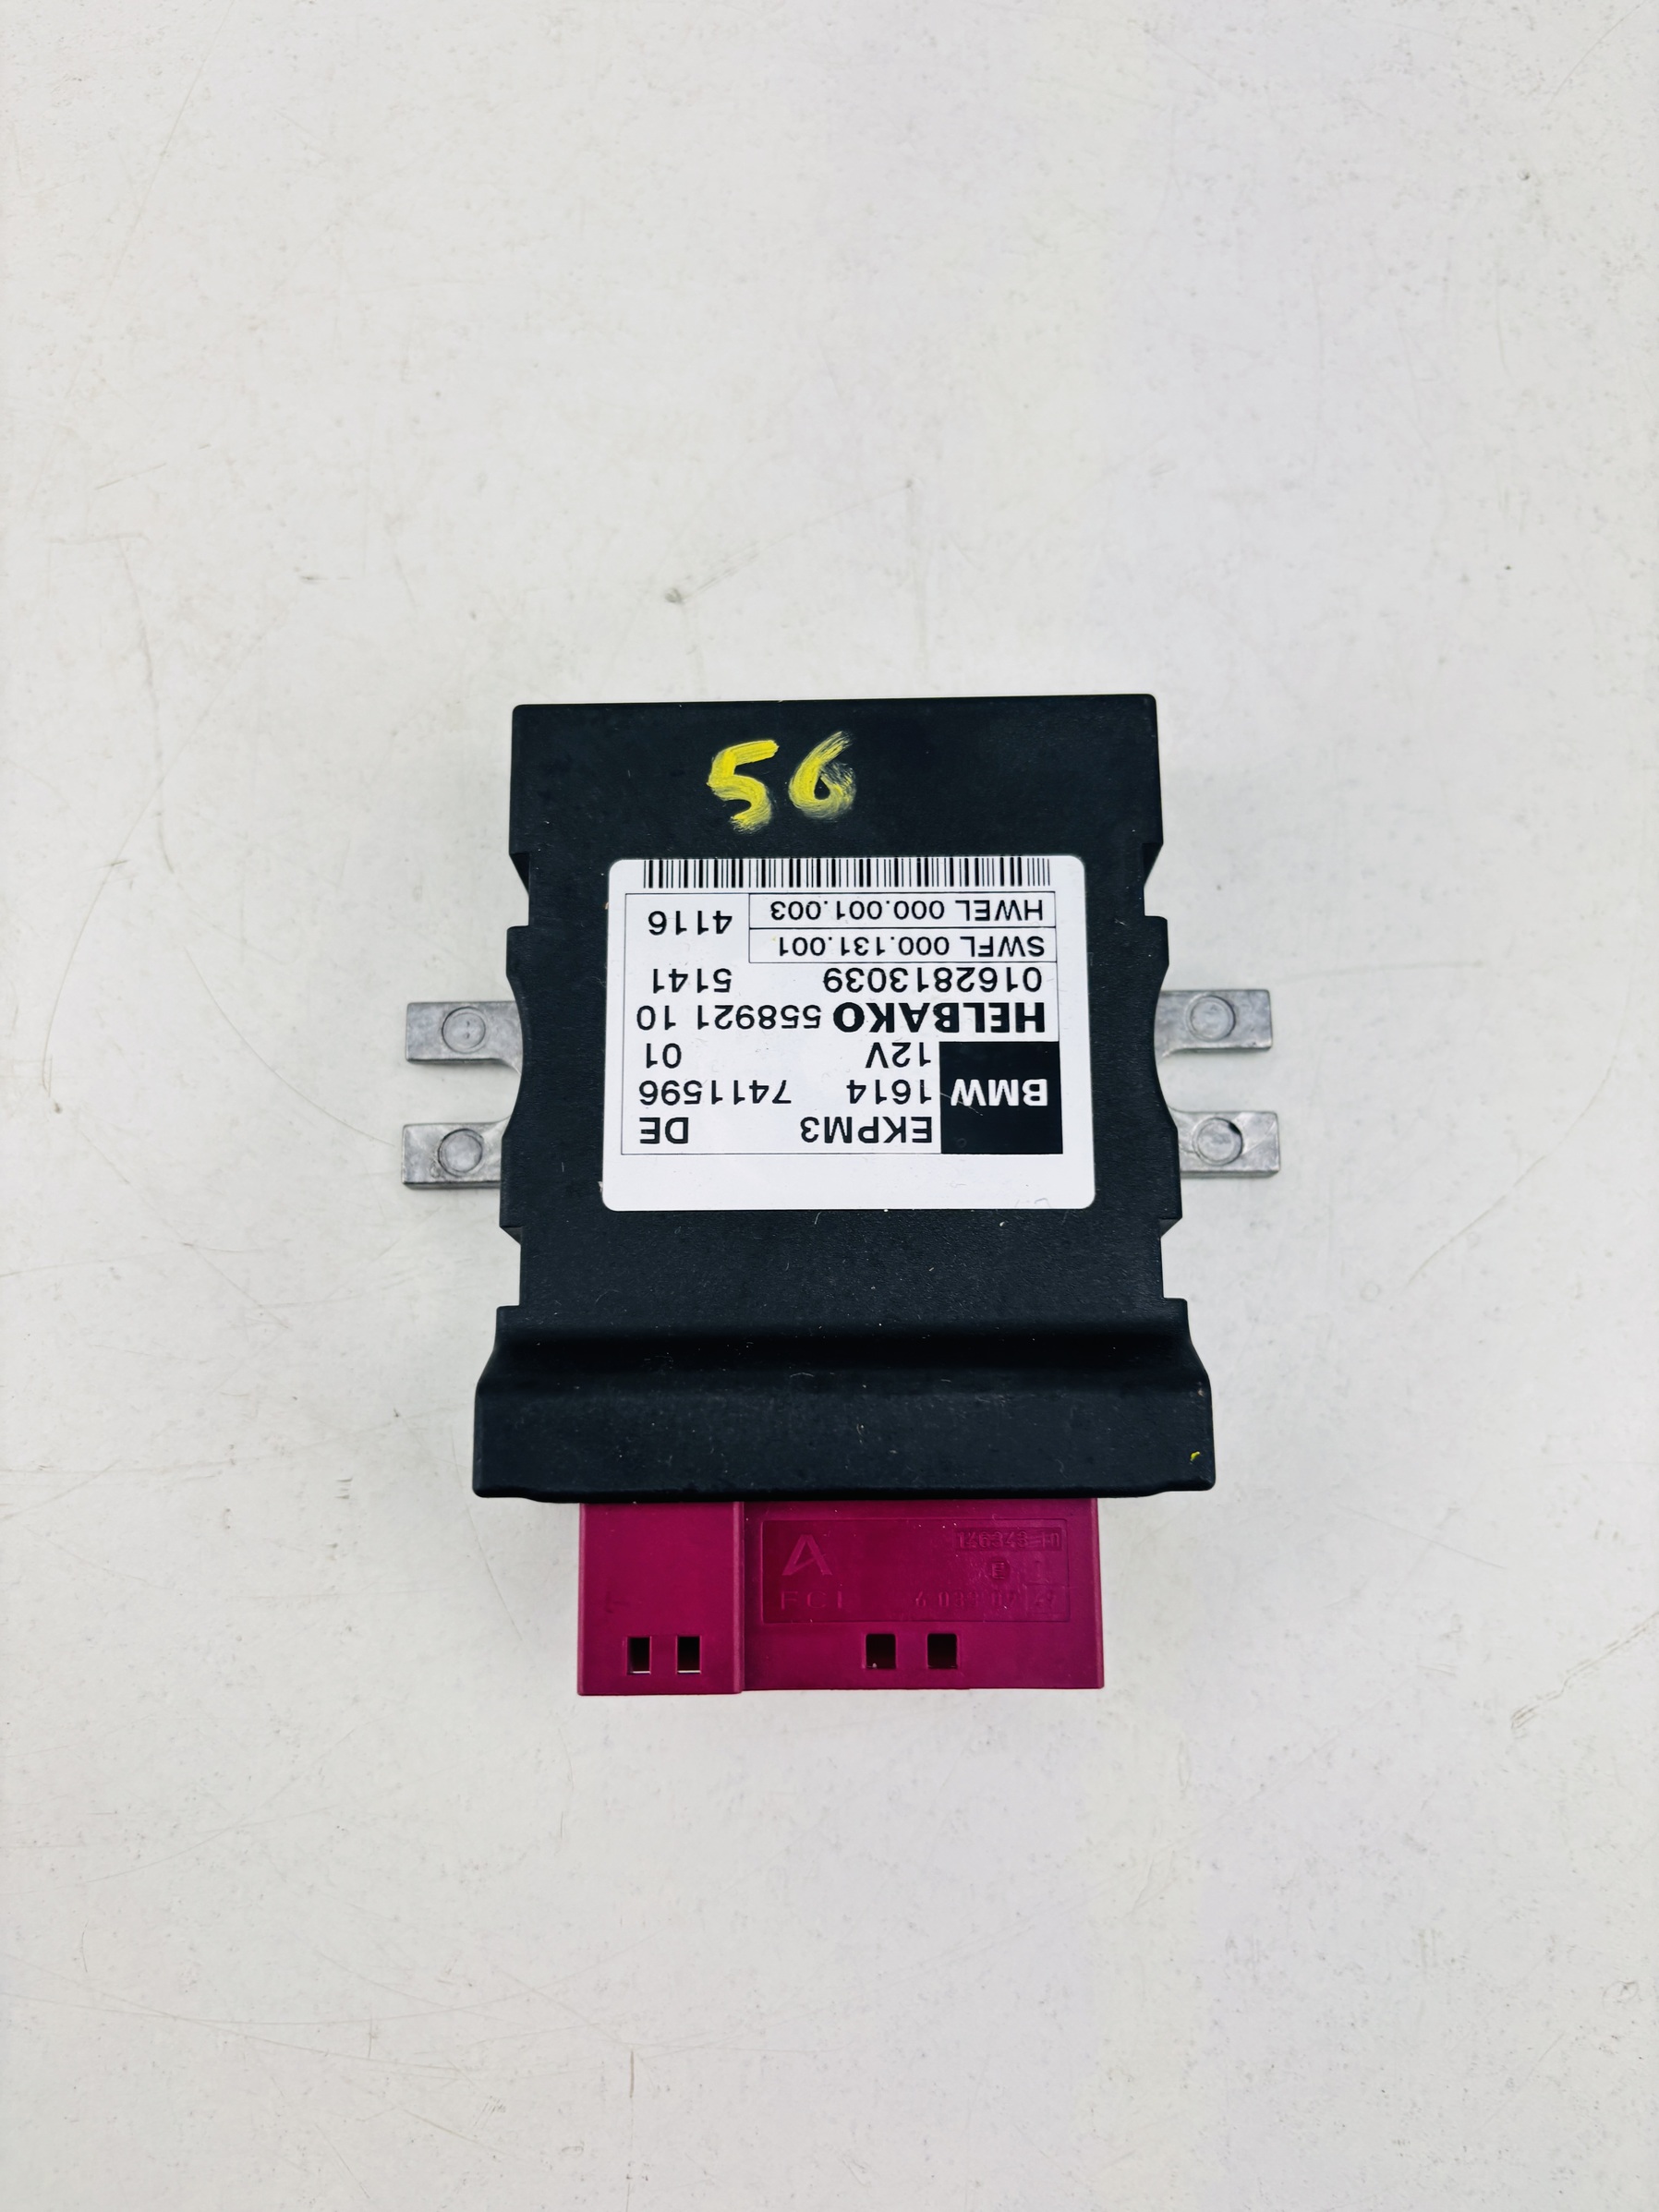 56
EKPM3 DE
BMW 1614 7411596
12V 01
HELBAKO 558921 10
0162813039 5141
SWFL 000.131.001
HWEL 000.001.003 4116
A
FCI